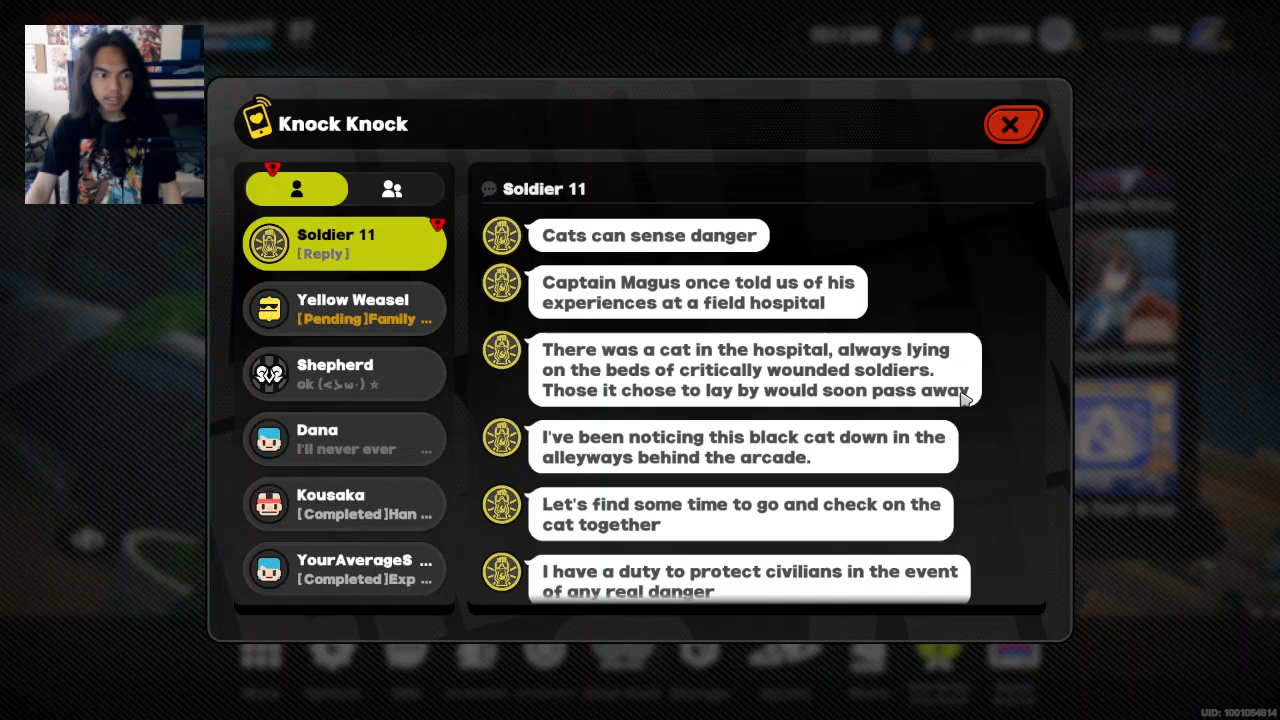 Knock Knock
Soldier 11
[Reply]
Yellow Weasel
[Pending]Family ...
Shepherd
ok (<ゝω·) ☆
Dana
I'll never ever ...
Kousaka
[Completed]Han ...
YourAverageS ...
[Completed]Exp ...
Soldier 11
Cats can sense danger
Captain Magus once told us of his
experiences at a field hospital
There was a cat in the hospital, always lying
on the beds of critically wounded soldiers.
Those it chose to lay by would soon pass away
I've been noticing this black cat down in the
alleyways behind the arcade.
Let's find some time to go and check on the
cat together
I have a duty to protect civilians in the event
of any real danger
UID: 1001054814